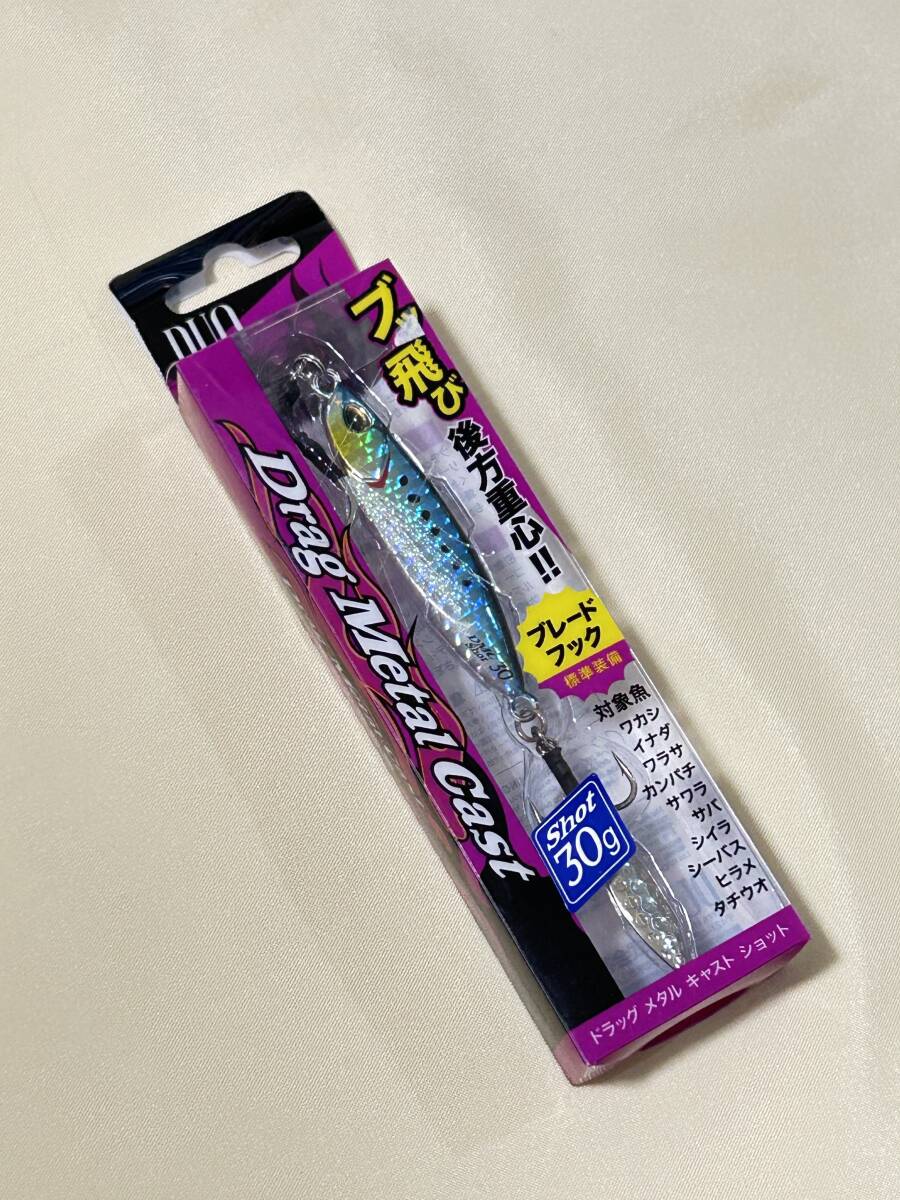 DUO
Drag Metal Cast
ブッ飛び
後方重心!!
ブレード
フック
標準装備
対象魚
ワカシ
イナダ
ワラサ
カンパチ
サワラ
サバ
シイラ
シーバス
ヒラメ
タチウオ
Shot
30g
ドラッグ メタル キャスト ショット